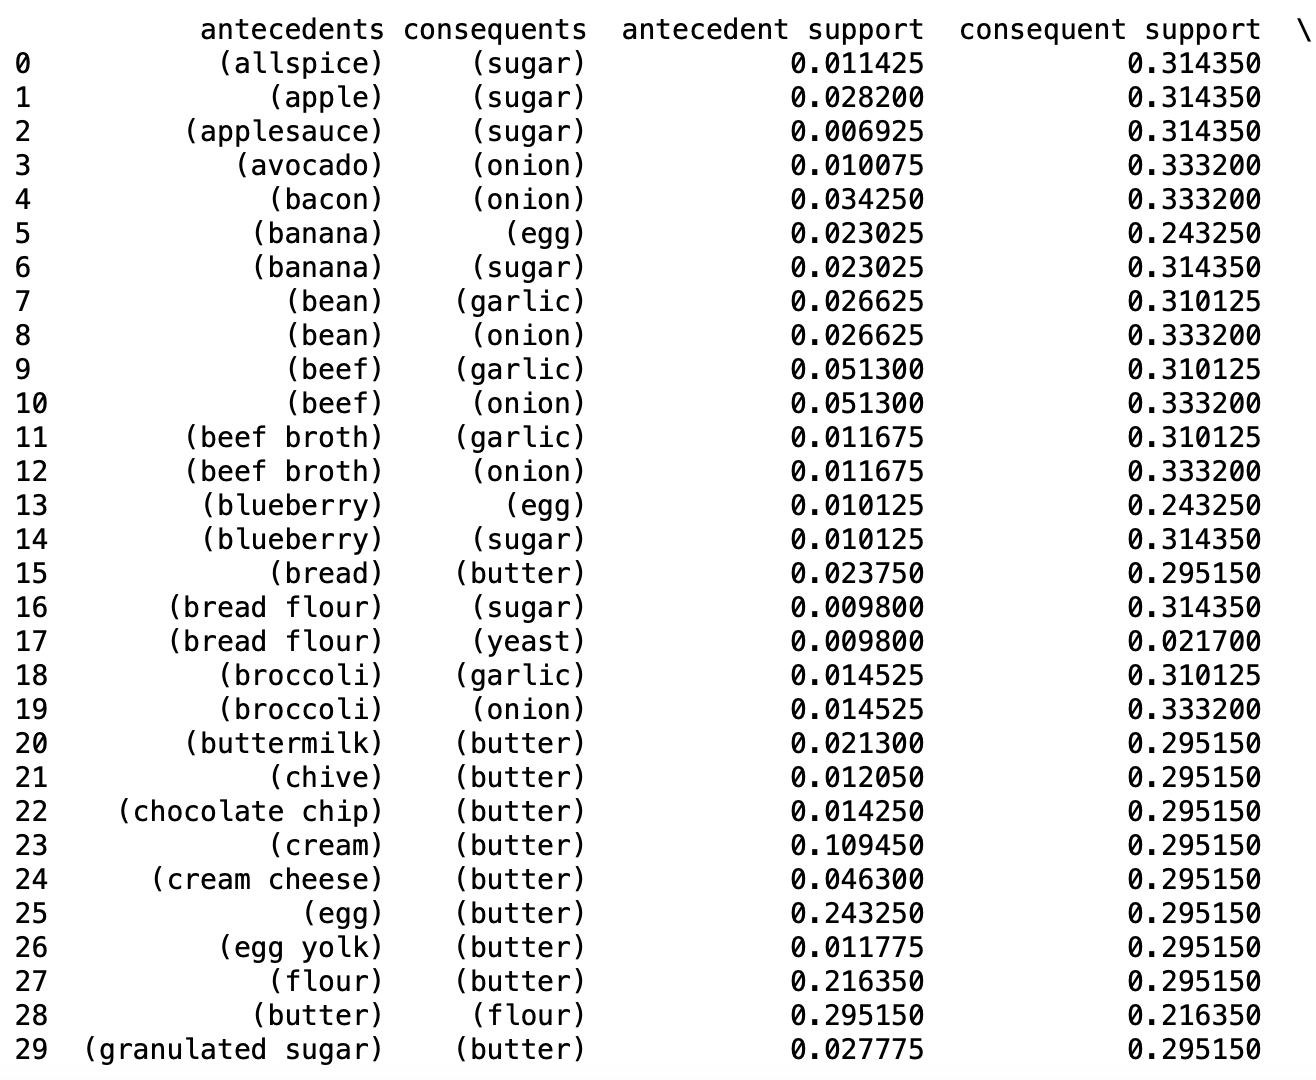 antecedents consequents antecedent support consequent support \
0 (allspice) (sugar) 0.011425 0.314350
1 (apple) (sugar) 0.028200 0.314350
2 (applesauce) (sugar) 0.006925 0.314350
3 (avocado) (onion) 0.010075 0.333200
4 (bacon) (onion) 0.034250 0.333200
5 (banana) (egg) 0.023025 0.243250
6 (banana) (sugar) 0.023025 0.314350
7 (bean) (garlic) 0.026625 0.310125
8 (bean) (onion) 0.026625 0.333200
9 (beef) (garlic) 0.051300 0.310125
10 (beef) (onion) 0.051300 0.333200
11 (beef broth) (garlic) 0.011675 0.310125
12 (beef broth) (onion) 0.011675 0.333200
13 (blueberry) (egg) 0.010125 0.243250
14 (blueberry) (sugar) 0.010125 0.314350
15 (bread) (butter) 0.023750 0.295150
16 (bread flour) (sugar) 0.009800 0.314350
17 (bread flour) (yeast) 0.009800 0.021700
18 (broccoli) (garlic) 0.014525 0.310125
19 (broccoli) (onion) 0.014525 0.333200
20 (buttermilk) (butter) 0.021300 0.295150
21 (chive) (butter) 0.012050 0.295150
22 (chocolate chip) (butter) 0.014250 0.295150
23 (cream) (butter) 0.109450 0.295150
24 (cream cheese) (butter) 0.046300 0.295150
25 (egg) (butter) 0.243250 0.295150
26 (egg yolk) (butter) 0.011775 0.295150
27 (flour) (butter) 0.216350 0.295150
28 (butter) (flour) 0.295150 0.216350
29 (granulated sugar) (butter) 0.027775 0.295150